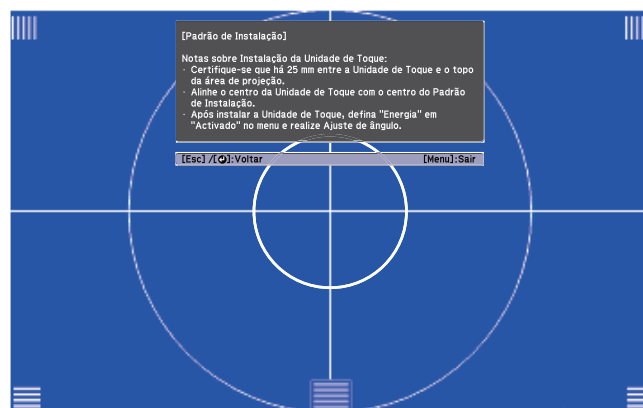 [Padrão de Instalação]
Notas sobre Instalação da Unidade de Toque:
· Certifique-se que há 25 mm entre a Unidade de Toque e o topo
da área de projeção.
· Alinhe o centro da Unidade de Toque com o centro do Padrão
de Instalação.
· Após instalar a Unidade de Toque, defina "Energia" em
"Activado" no menu e realize Ajuste de ângulo.
[Esc] /[↵]:Voltar [Menu]:Sair